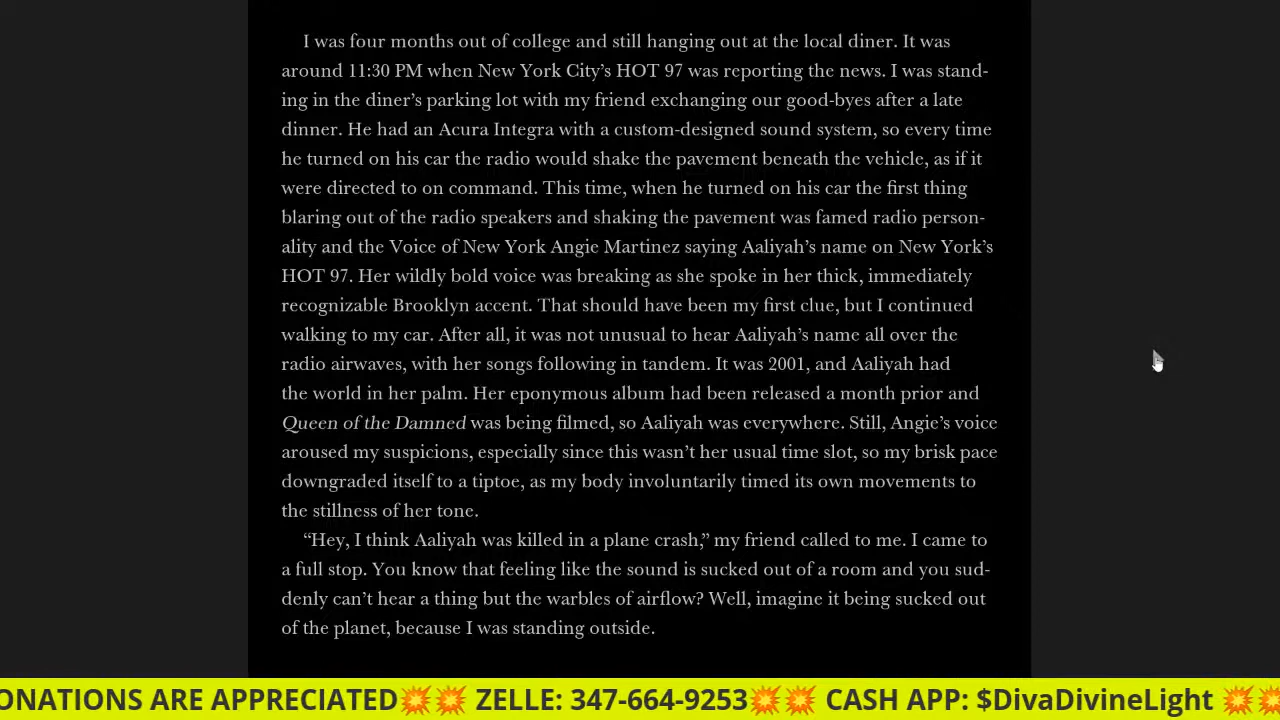 I was four months out of college and still hanging out at the local diner. It was
around 11:30 PM when New York City’s HOT 97 was reporting the news. I was stand-
ing in the diner’s parking lot with my friend exchanging our good-byes after a late
dinner. He had an Acura Integra with a custom-designed sound system, so every time
he turned on his car the radio would shake the pavement beneath the vehicle, as if it
were directed to on command. This time, when he turned on his car the first thing
blaring out of the radio speakers and shaking the pavement was famed radio person-
ality and the Voice of New York Angie Martinez saying Aaliyah’s name on New York’s
HOT 97. Her wildly bold voice was breaking as she spoke in her thick, immediately
recognizable Brooklyn accent. That should have been my first clue, but I continued
walking to my car. After all, it was not unusual to hear Aaliyah’s name all over the
radio airwaves, with her songs following in tandem. It was 2001, and Aaliyah had
the world in her palm. Her eponymous album had been released a month prior and
Queen of the Damned was being filmed, so Aaliyah was everywhere. Still, Angie’s voice
aroused my suspicions, especially since this wasn’t her usual time slot, so my brisk pace
downgraded itself to a tiptoe, as my body involuntarily timed its own movements to
the stillness of her tone.
“Hey, I think Aaliyah was killed in a plane crash,” my friend called to me. I came to
a full stop. You know that feeling like the sound is sucked out of a room and you sud-
denly can’t hear a thing but the warbles of airflow? Well, imagine it being sucked out
of the planet, because I was standing outside.
ONATIONS ARE APPRECIATED💥💥 ZELLE: 347-664-9253💥💥 CASH APP: $DivaDivineLight 💥💥